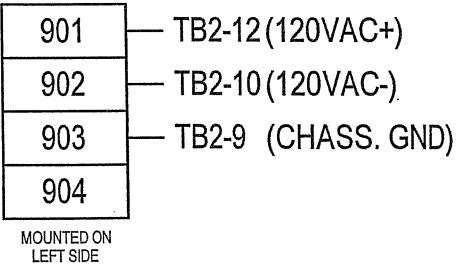 901 TB2-12 (120VAC+)
902 TB2-10 (120VAC-)
903 TB2-9 (CHASS. GND)
904
MOUNTED ON
LEFT SIDE